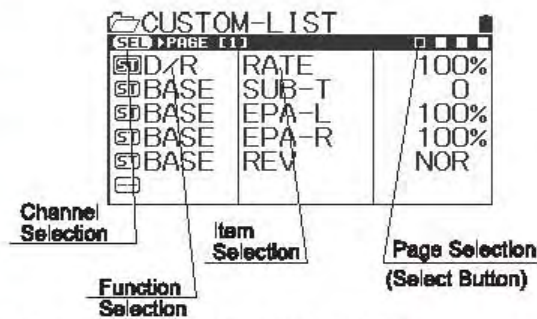 CUSTOM-LIST
SEL PAGE [1]
ST D/R RATE 100%
ST BASE SUB-T 0
ST BASE EPA-L 100%
ST BASE EPA-R 100%
ST BASE REV NOR
Channel
Selection
Item
Selection
Page Selection
(Select Button)
Function
Selection